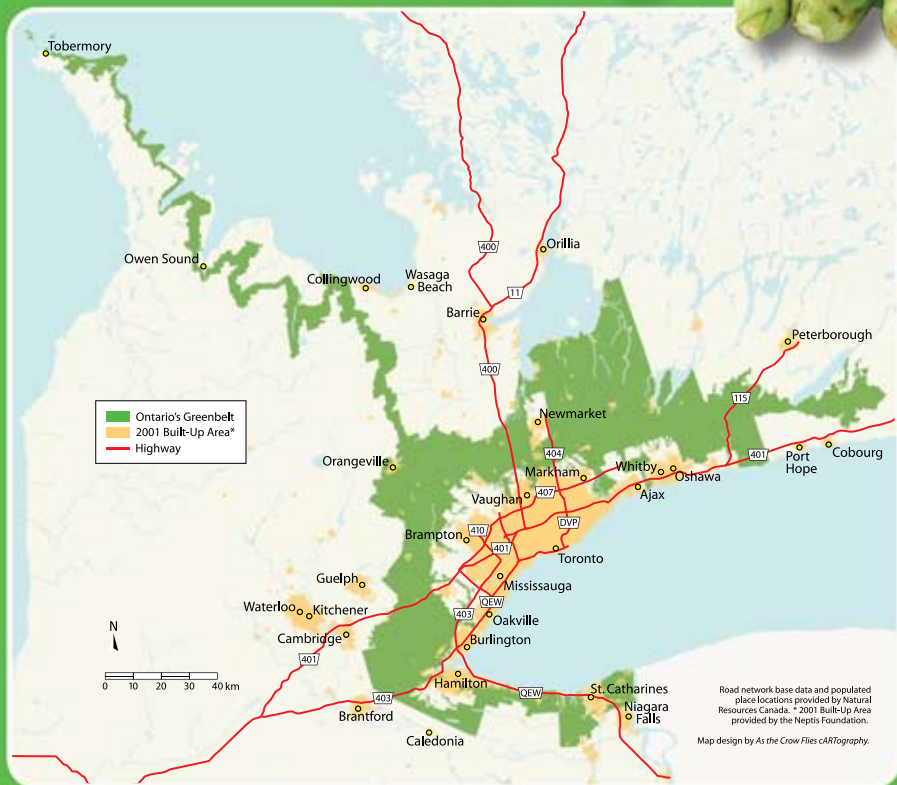 Tobermory
Owen Sound
Collingwood
Wasaga
Beach
400
Orillia
11
Barrie
400
Peterborough
115
Ontario's Greenbelt
2001 Built-Up Area*
Highway
Newmarket
404
Orangeville
Markham
Whitby
Oshawa
401
Port
Hope
Cobourg
Vaughan
407
Ajax
410
DVP
Brampton
401
Toronto
Guelph
Mississauga
Waterloo
Kitchener
403
QEW
Oakville
N
Cambridge
401
Burlington
0 10 20 30 40 km
Hamilton
403
QEW
St. Catharines
Brantford
Niagara
Falls
Caledonia
Road network base data and populated
place locations provided by Natural
Resources Canada. * 2001 Built-Up Area
provided by the Neptis Foundation.
Map design by As the Crow Flies cARTography.